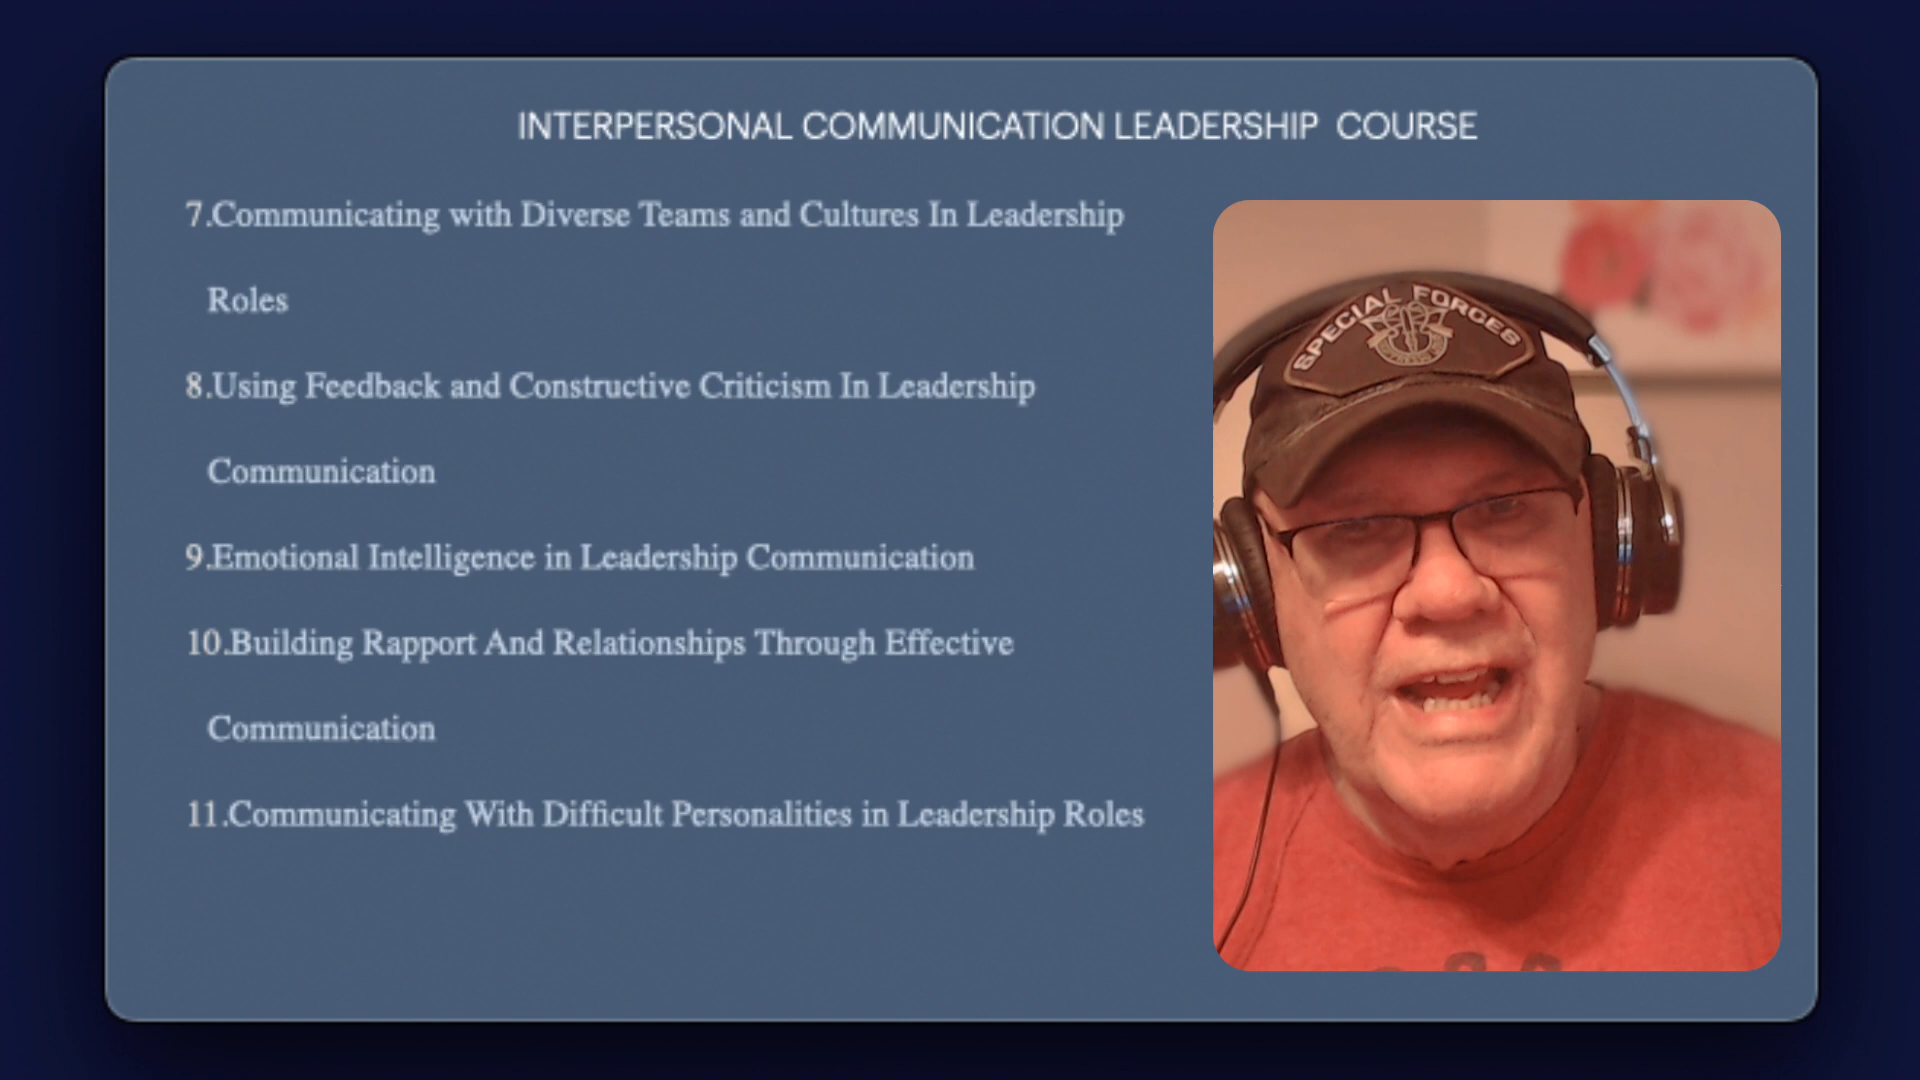 INTERPERSONAL COMMUNICATION LEADERSHIP COURSE
7.Communicating with Diverse Teams and Cultures In Leadership
Roles
8.Using Feedback and Constructive Criticism In Leadership
Communication
9.Emotional Intelligence in Leadership Communication
10.Building Rapport And Relationships Through Effective
Communication
11.Communicating With Difficult Personalities in Leadership Roles
SPECIAL FORCES